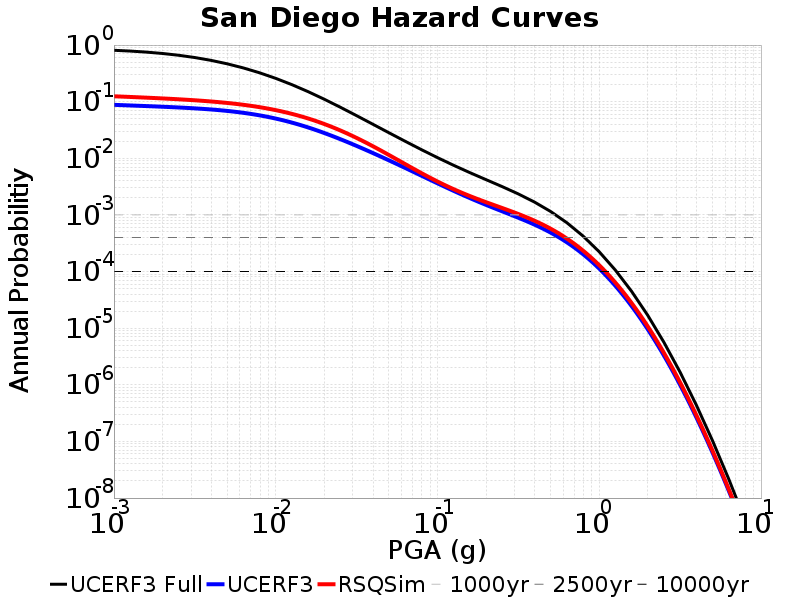 San Diego Hazard Curves
Annual Probabilitiy
10^0
10^-1
10^-2
10^-3
10^-4
10^-5
10^-6
10^-7
10^-8
10^-3 10^-2 10^-1 10^0 10^1
PGA (g)
UCERF3 Full UCERF3 RSQSim 1000yr 2500yr 10000yr